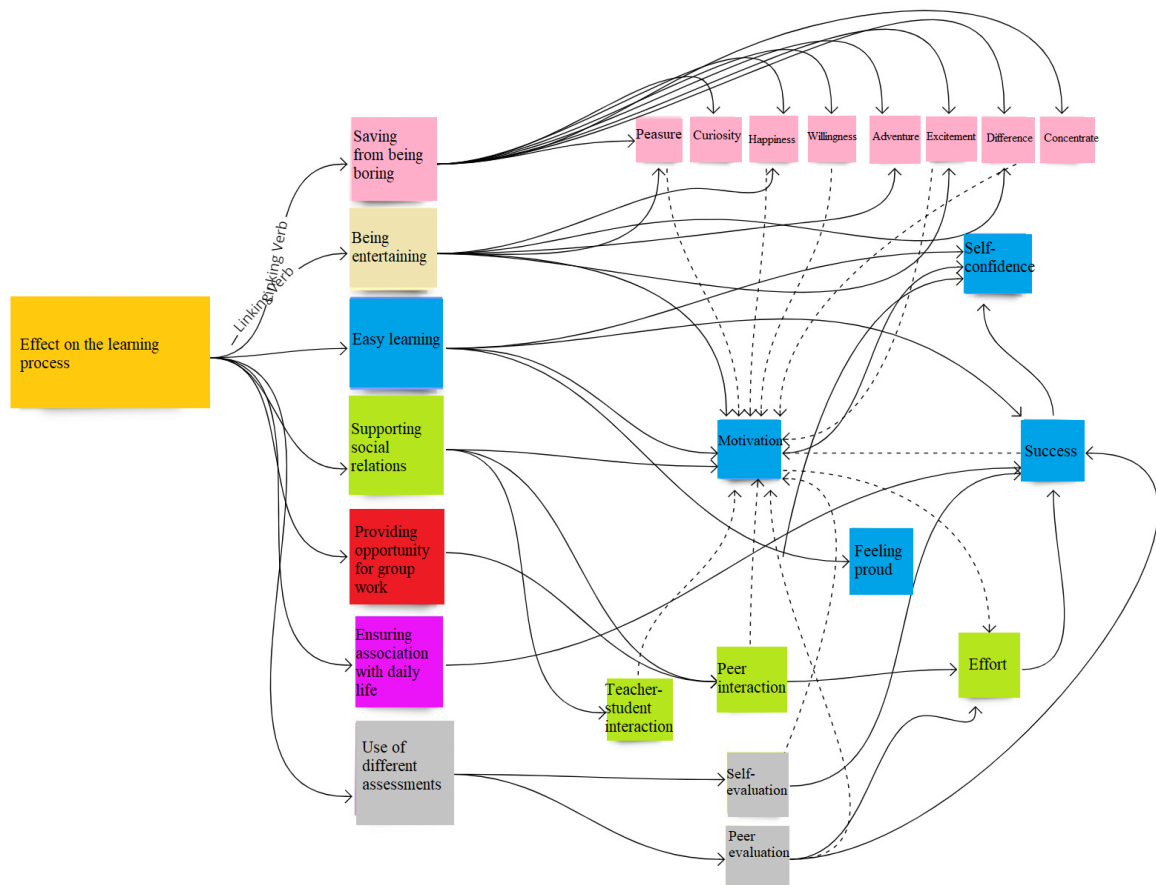 Saving
from being
boring
Peasure
Curiosity
Happiness
Willingness
Adventure
Excitement
Difference
Concentrate
Being
entertaining
Self-
confidence
Linking Verb
Linking Verb
Effect on the learning
process
Easy learning
Supporting
social
relations
Motivation
Success
Providing
opportunity
for group
work
Feeling
proud
Ensuring
association
with daily
life
Teacher-
student
interaction
Peer
interaction
Effort
Use of
different
assessments
Self-
evaluation
Peer
evaluation